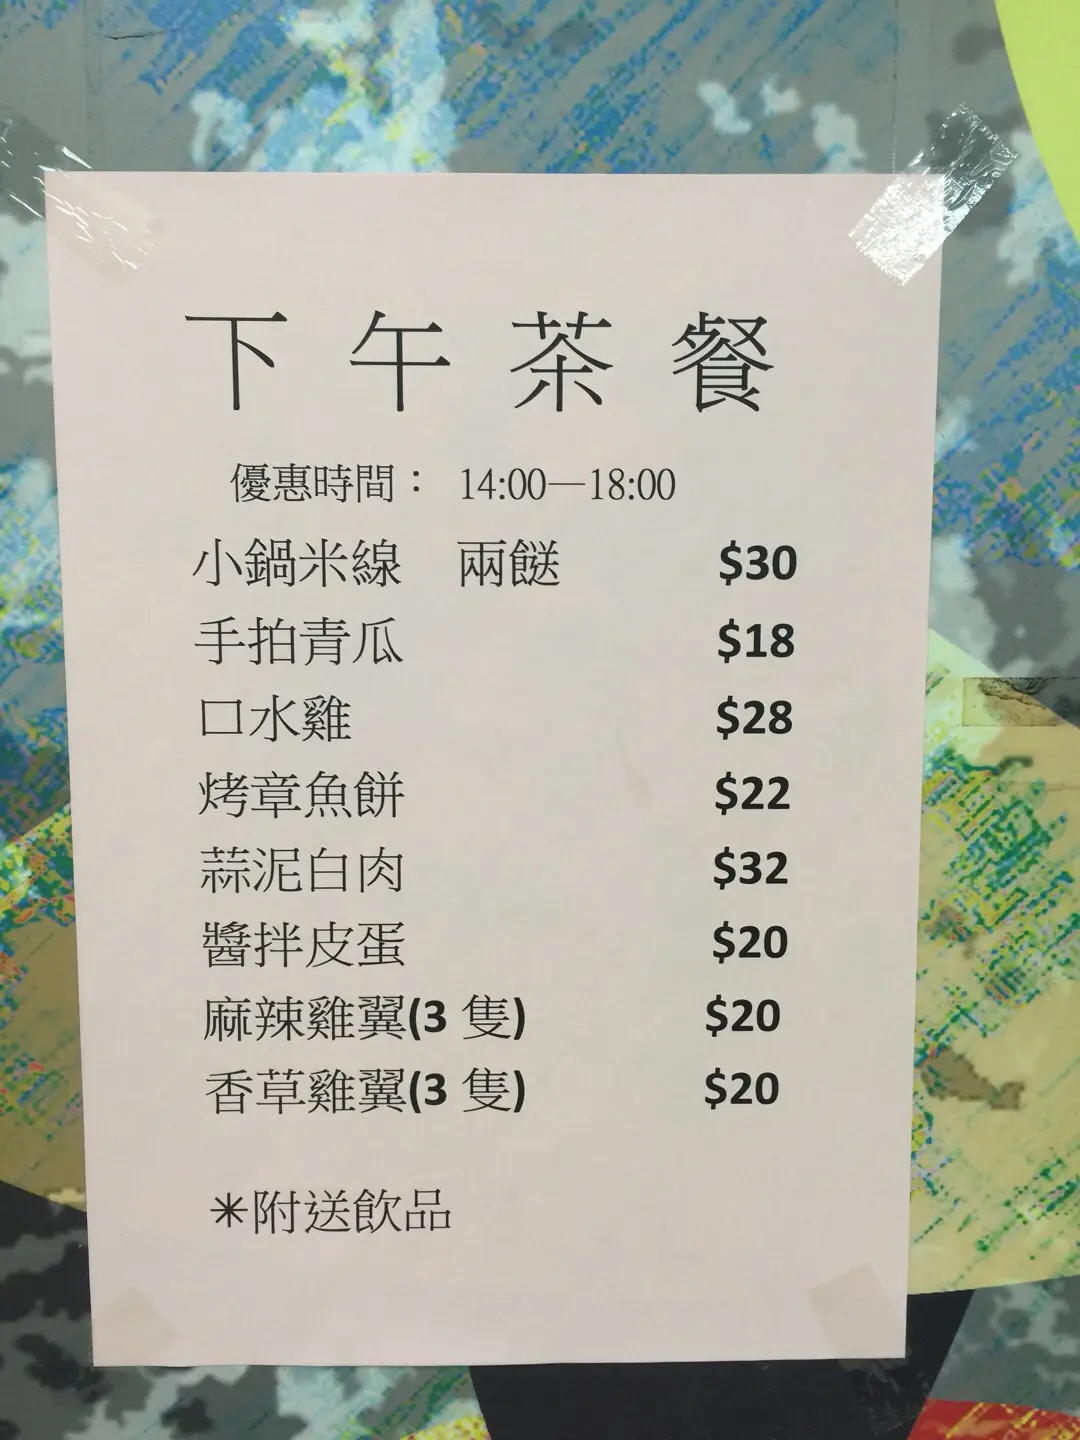 下午茶餐
優惠時間： 14:00—18:00
小鍋米線 兩餸 $30
手拍青瓜 $18
口水雞 $28
烤章魚餅 $22
蒜泥白肉 $32
醬拌皮蛋 $20
麻辣雞翼(3 隻) $20
香草雞翼(3 隻) $20
＊附送飲品